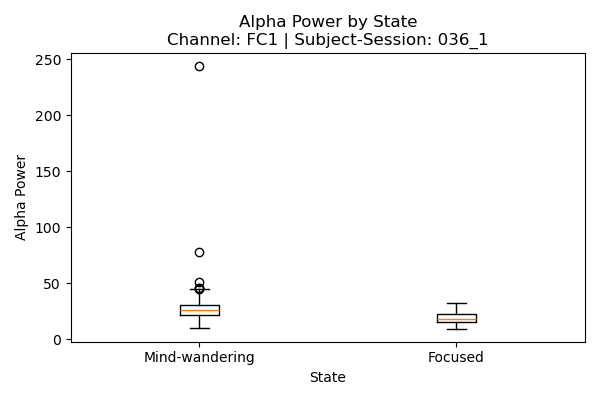 Alpha Power by State
Channel: FC1 | Subject-Session: 036_1
250
200
150
100
50
0
Alpha Power
Mind-wandering
Focused
State